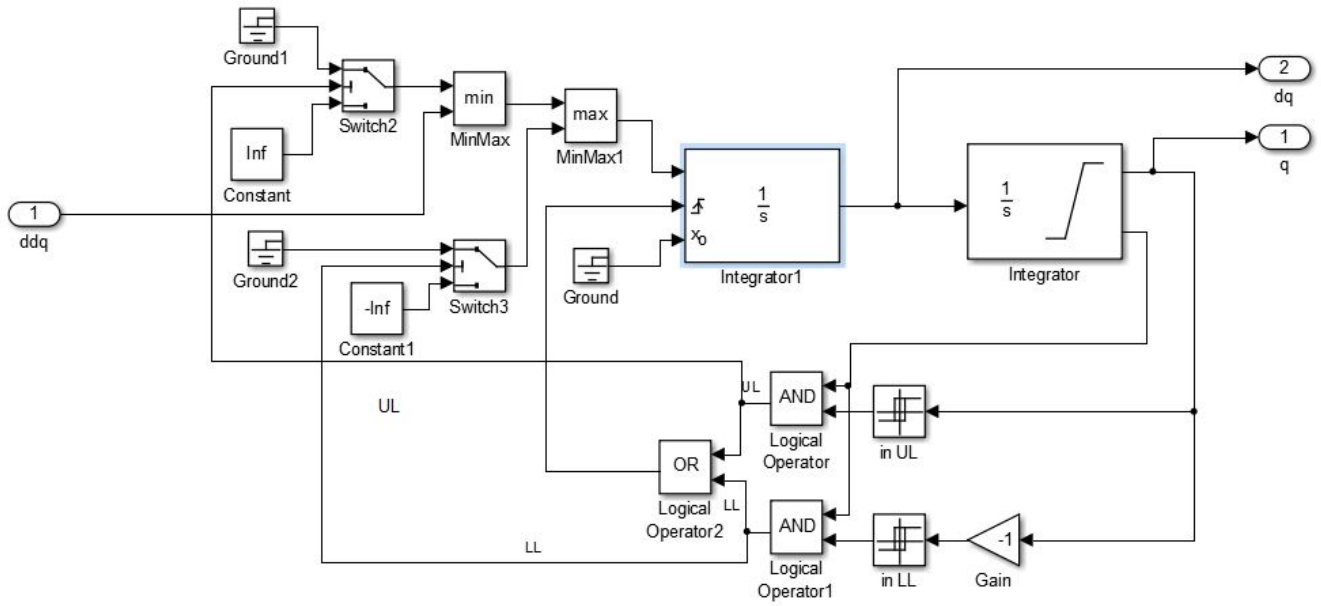 Ground1
Switch2
min
MinMax
max
MinMax1
2
dq
1
q
Inf
Constant
1
ddq
1
s
x0
Integrator1
1
s
Integrator
Ground2
Switch3
Ground
-Inf
Constant1
UL
UL
AND
Logical
Operator
in UL
OR
Logical
Operator2
LL
AND
Logical
Operator1
in LL
-1
Gain
LL